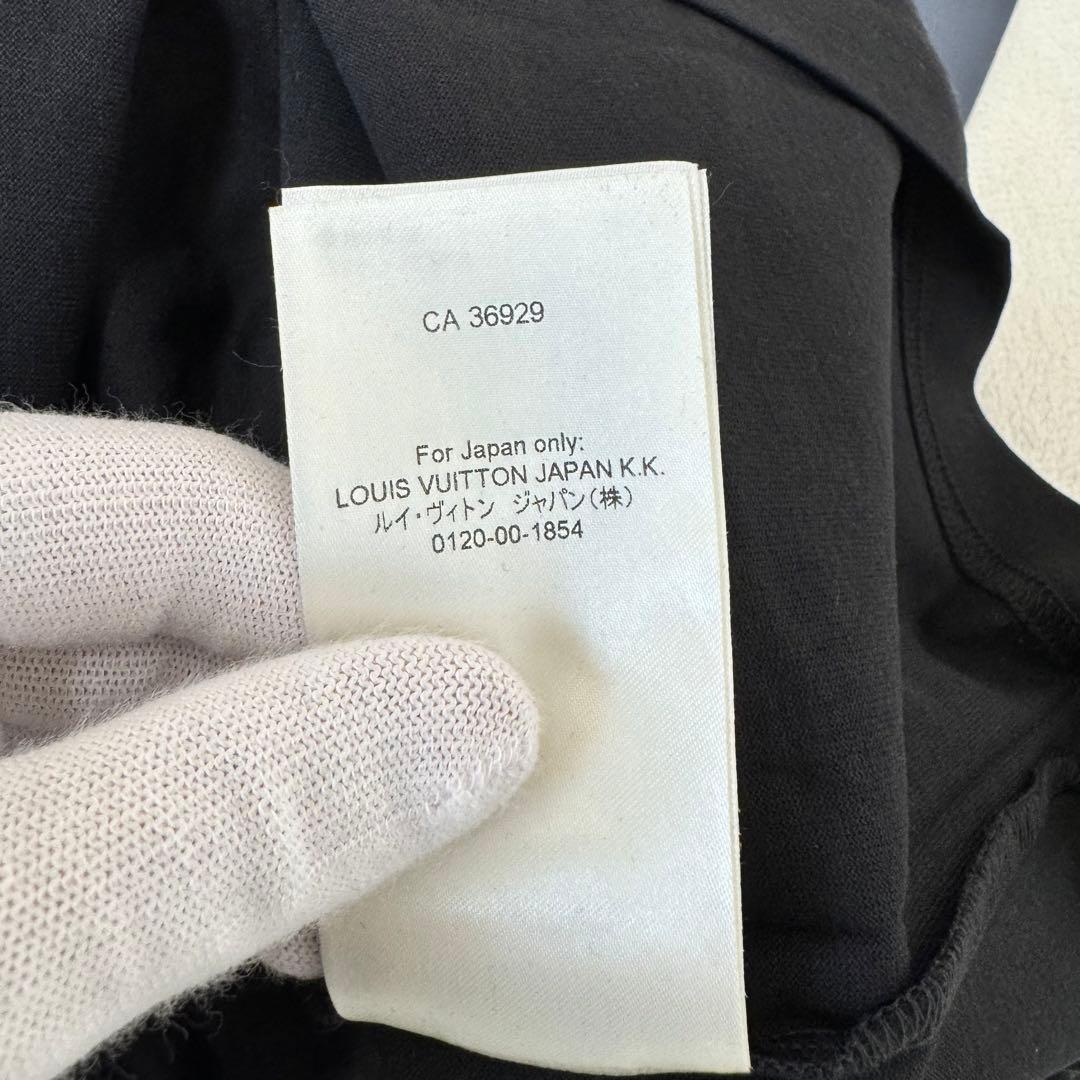 CA 36929
For Japan only:
LOUIS VUITTON JAPAN K.K.
ルイ・ヴィトン ジャパン(株)
0120-00-1854